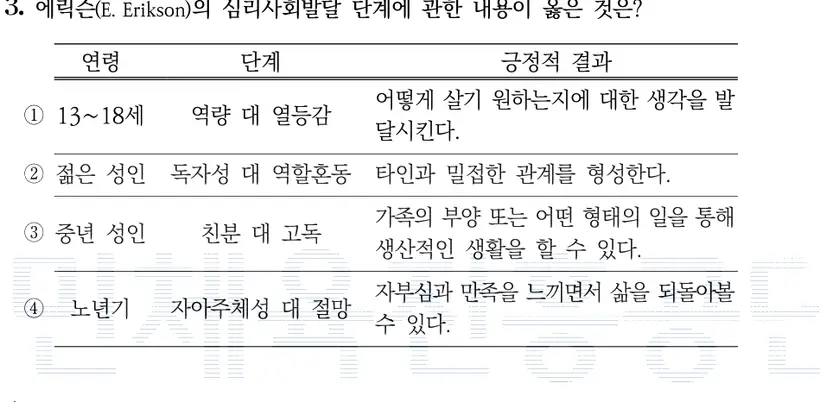 3. 에릭슨(E. Erikson)의 심리사회발달 단계에 관한 내용이 옳은 것은?
연령 단계 긍정적 결과
① 13~18세 역량 대 열등감 어떻게 살기 원하는지에 대한 생각을 발
달시킨다.
② 젊은 성인 독자성 대 역할혼동 타인과 밀접한 관계를 형성한다.
③ 중년 성인 친분 대 고독 가족의 부양 또는 어떤 형태의 일을 통해
생산적인 생활을 할 수 있다.
④ 노년기 자아주체성 대 절망 자부심과 만족을 느끼면서 삶을 되돌아볼
수 있다.